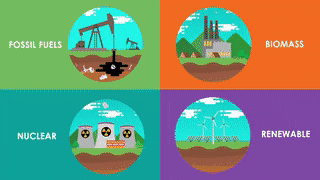 FOSSIL FUELS
BIOMASS
NUCLEAR
RENEWABLE